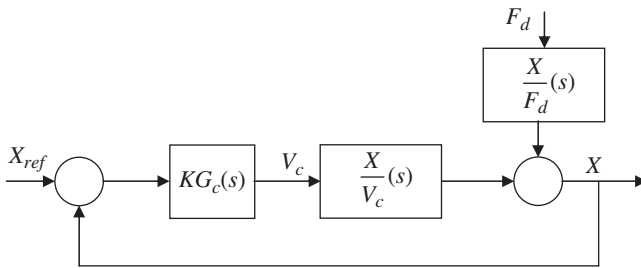 F_d
X
F_d
(s)
X_ref
KG_c(s)
V_c
X
V_c
(s)
X